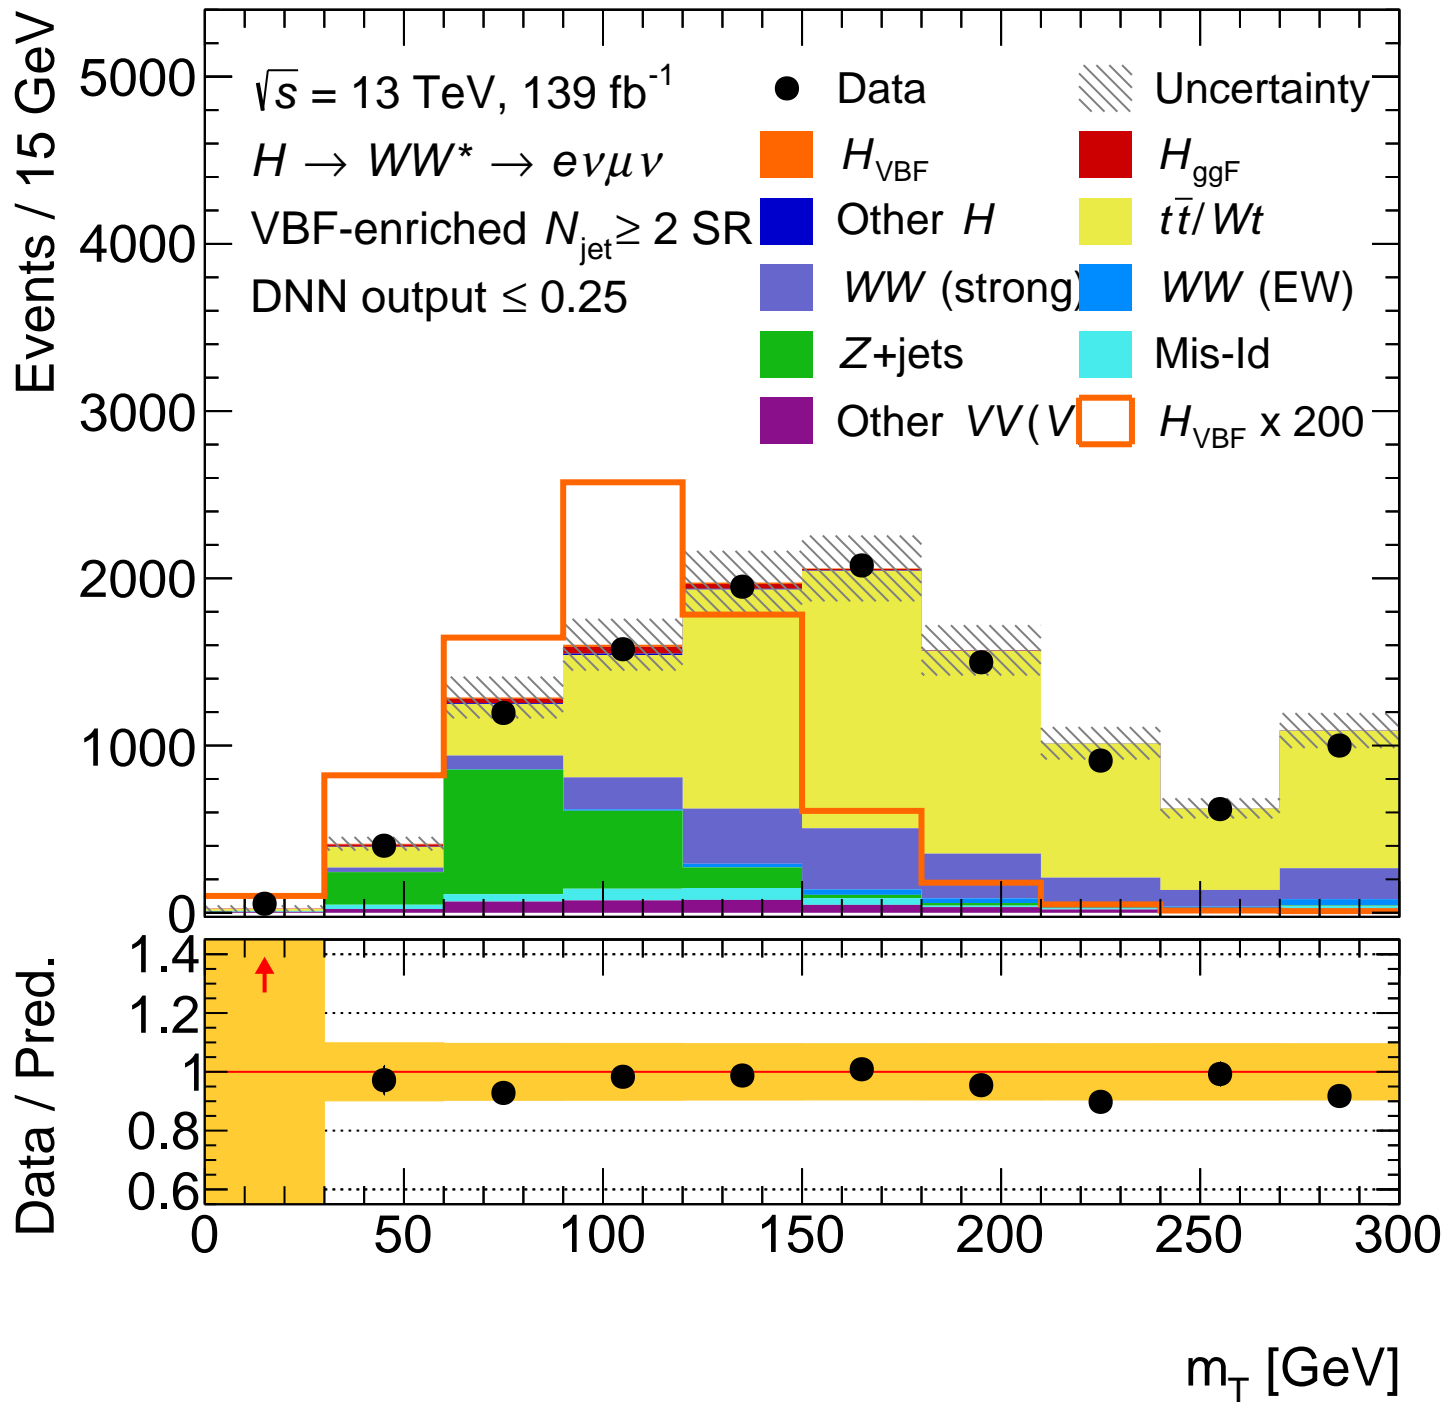 Events / 15 GeV
5000
4000
3000
2000
1000
0
√s = 13 TeV, 139 fb⁻¹
H → WW* → eνμν
VBF-enriched N_jet ≥ 2 SR
DNN output ≤ 0.25
Data
Uncertainty
H_VBF
H_ggF
Other H
tt̄/Wt
WW (strong)
WW (EW)
Z+jets
Mis-Id
Other VV(V
H_VBF x 200
Data / Pred.
1.4
1.2
1
0.8
0.6
0 50 100 150 200 250 300
m_T [GeV]